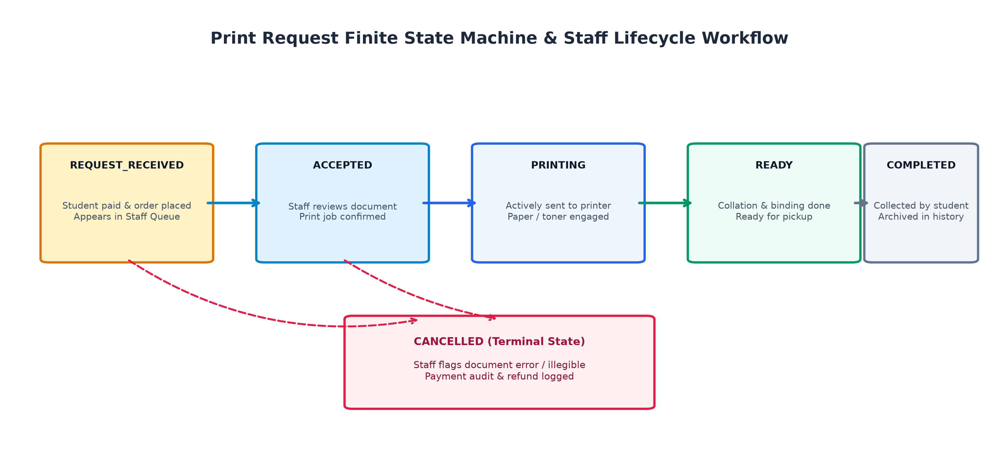 Print Request Finite State Machine & Staff Lifecycle Workflow
REQUEST_RECEIVED
Student paid & order placed
Appears in Staff Queue
ACCEPTED
Staff reviews document
Print job confirmed
PRINTING
Actively sent to printer
Paper / toner engaged
READY
Collation & binding done
Ready for pickup
COMPLETED
Collected by student
Archived in history
CANCELLED (Terminal State)
Staff flags document error / illegible
Payment audit & refund logged